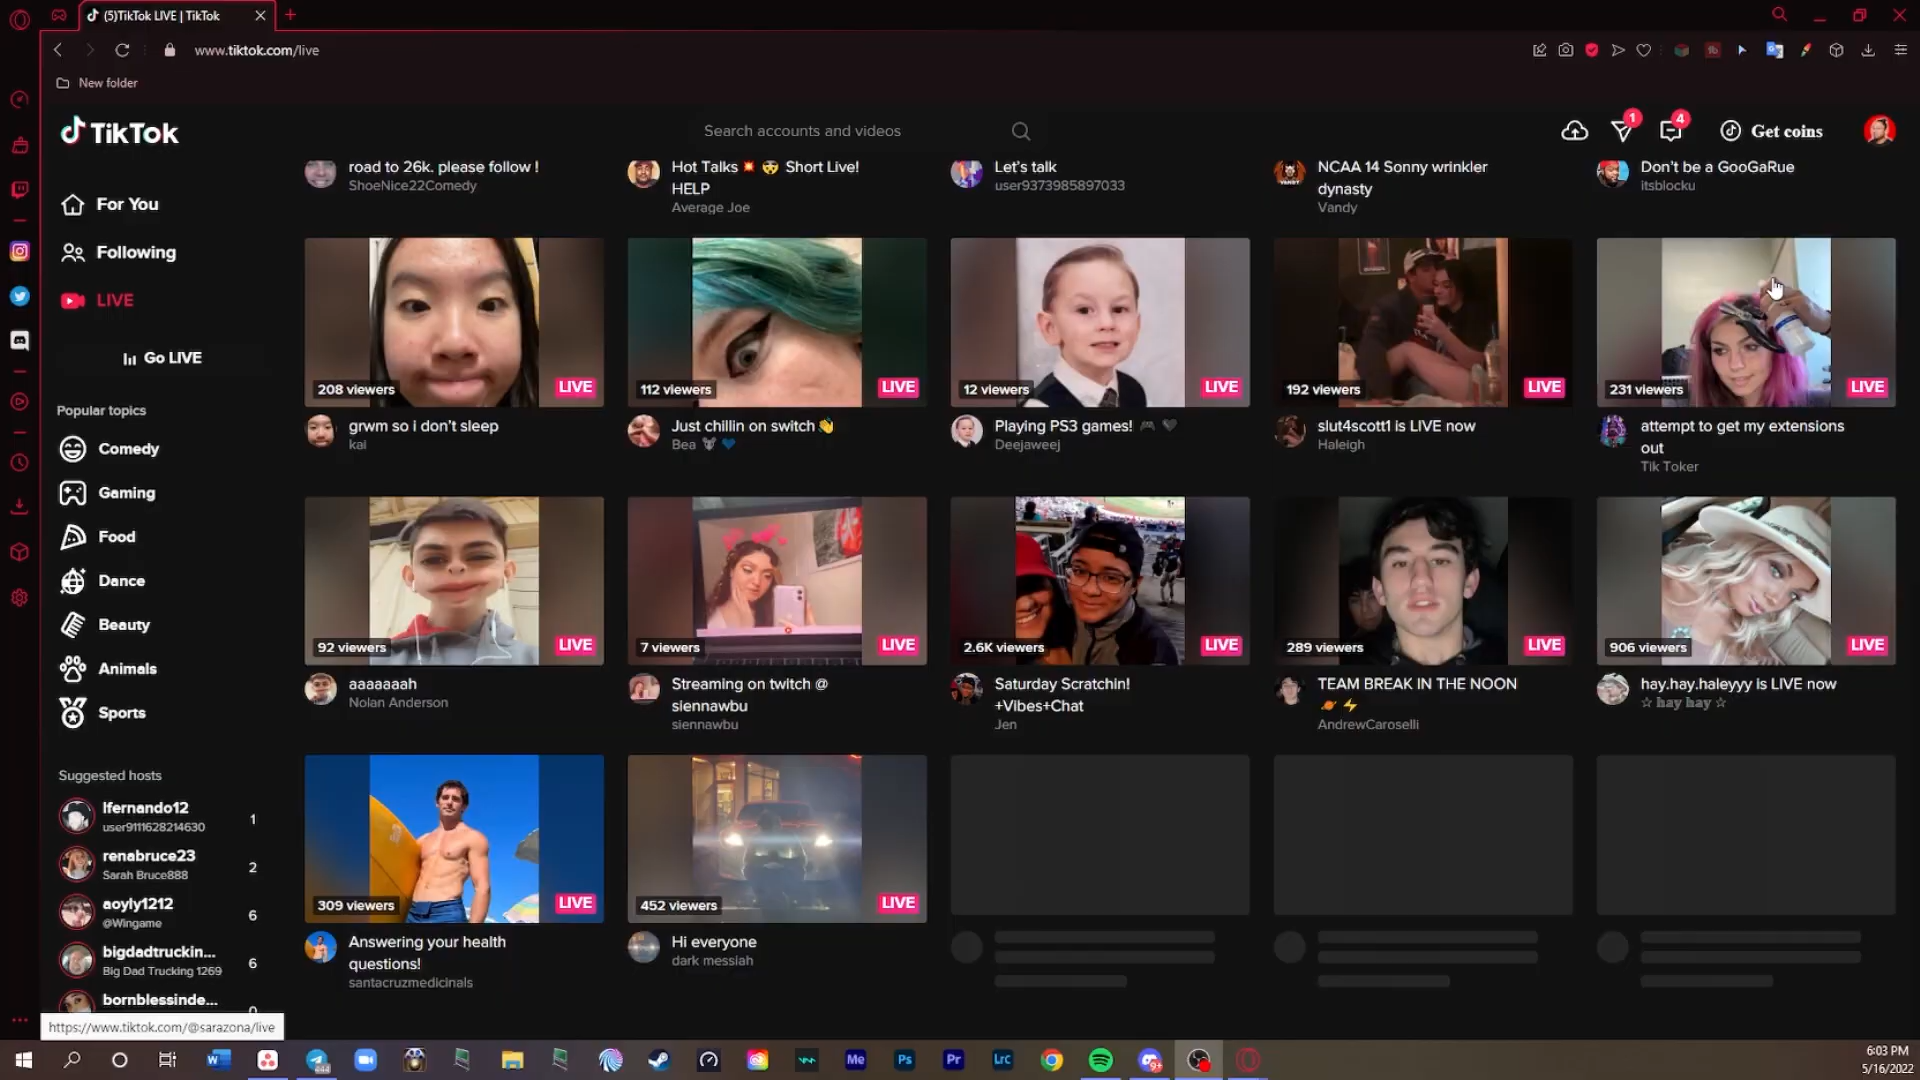 (5)TikTok LIVE | TikTok
www.tiktok.com/live
New folder
TikTok
Search accounts and videos
1
4
Get coins
For You
Following
LIVE
Go LIVE
Popular topics
Comedy
Gaming
Food
Dance
Beauty
Animals
Sports
Suggested hosts
lfernando12
user9111628214630
1
renabruce23
Sarah Bruce888
2
aoyly1212
@Wingame
6
bigdadtruckin...
Big Dad Trucking 1269
6
bornblessinde...
https://www.tiktok.com/@sarazona/live
road to 26k. please follow !
ShoeNice22Comedy
Hot Talks💥 🤯 Short Live!
HELP
Average Joe
Let's talk
user9373985897033
NCAA 14 Sonny wrinkler
dynasty
Vandy
Don't be a GooGaRue
itsblocku
208 viewers
LIVE
grwm so i don't sleep
kai
112 viewers
LIVE
Just chillin on switch👋
Bea
12 viewers
LIVE
Playing PS3 games! 🎮 🖤
Deejaweej
192 viewers
LIVE
slut4scott1 is LIVE now
Haleigh
231 viewers
LIVE
attempt to get my extensions
out
Tik Toker
92 viewers
LIVE
aaaaaaah
Nolan Anderson
7 viewers
LIVE
Streaming on twitch @
siennawbu
siennawbu
2.6K viewers
LIVE
Saturday Scratchin!
+Vibes+Chat
Jen
289 viewers
LIVE
TEAM BREAK IN THE NOON
🪐⚡
AndrewCaroselli
906 viewers
LIVE
hay.hay.haleyyy is LIVE now
☆ hay hay ☆
309 viewers
LIVE
Answering your health
questions!
santacruzmedicinals
452 viewers
LIVE
Hi everyone
dark messiah
Me
Ps
Pr
LrC
6:03 PM
5/16/2022